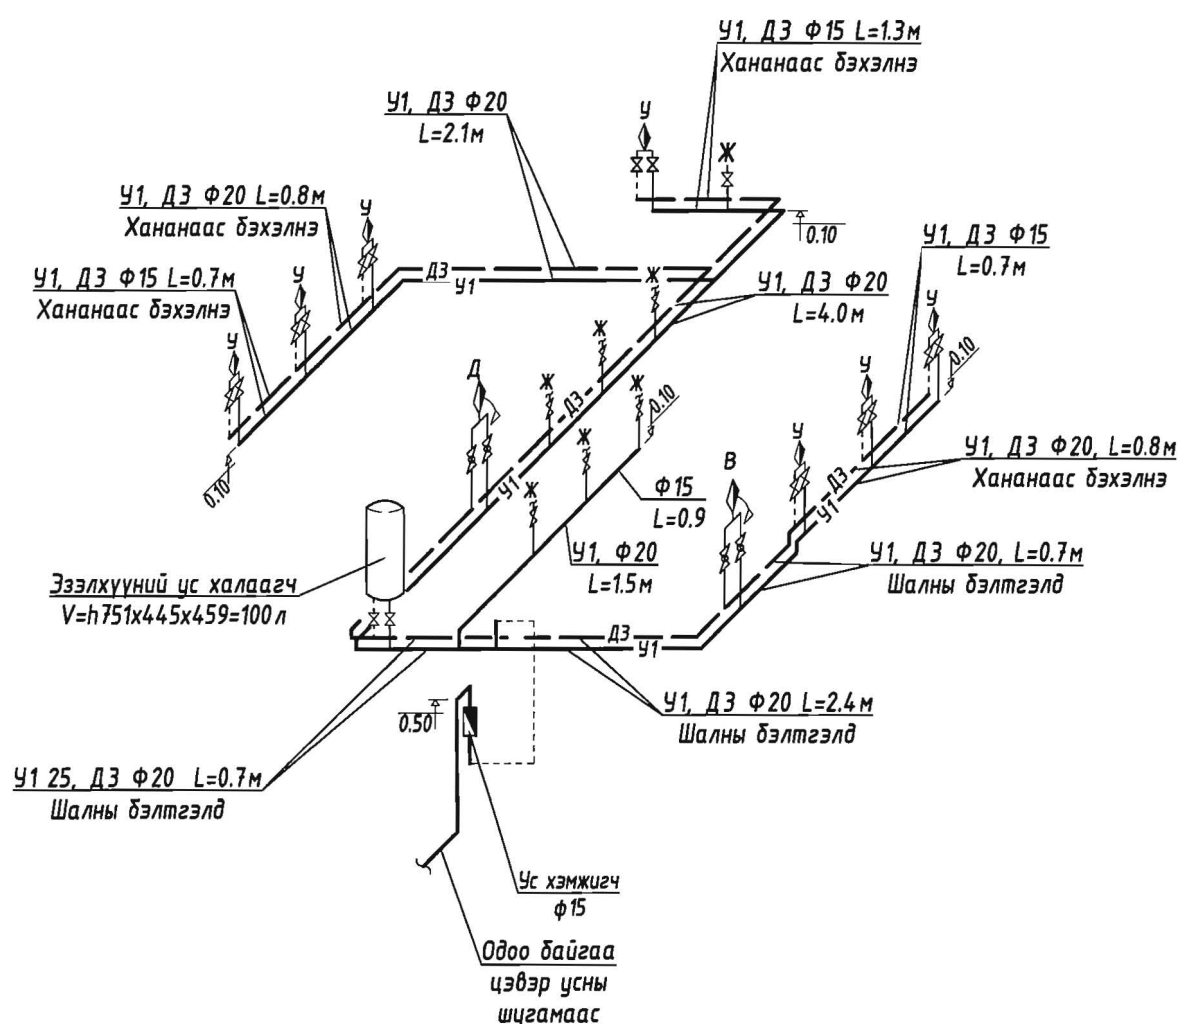 У1, ДЗ Ф15 L=1.3м
Хананаас бэхэлнэ
У1, ДЗ Ф20
L=2.1м
У
Ж
У1, ДЗ Ф20 L=0.8м
Хананаас бэхэлнэ
У
0.10
У1, ДЗ Ф15
L=0.7м
У1, ДЗ Ф15 L=0.7м
Хананаас бэхэлнэ
У
ДЗ
У1
Ж
У1, ДЗ Ф20
L=4.0м
У
У
Ж
Д
Ж
ДЗ
Ж
0.10
У
0.10
0.10
У1
Ж
Ж
В
У
ДЗ
У1
У1, ДЗ Ф20, L=0.8м
Хананаас бэхэлнэ
Ф15
L=0.9
У1, Ф20
L=1.5м
У1, ДЗ Ф20, L=0.7м
Шалны бэлтгэлд
Эзэлхүүний ус халаагч
V=h751x445x459=100л
ДЗ
У1
0.50
У1, ДЗ Ф20 L=2.4м
Шалны бэлтгэлд
У1 25, ДЗ Ф20 L=0.7м
Шалны бэлтгэлд
Ус хэмжигч
ф15
Одоо байгаа
цэвэр усны
шугамаас